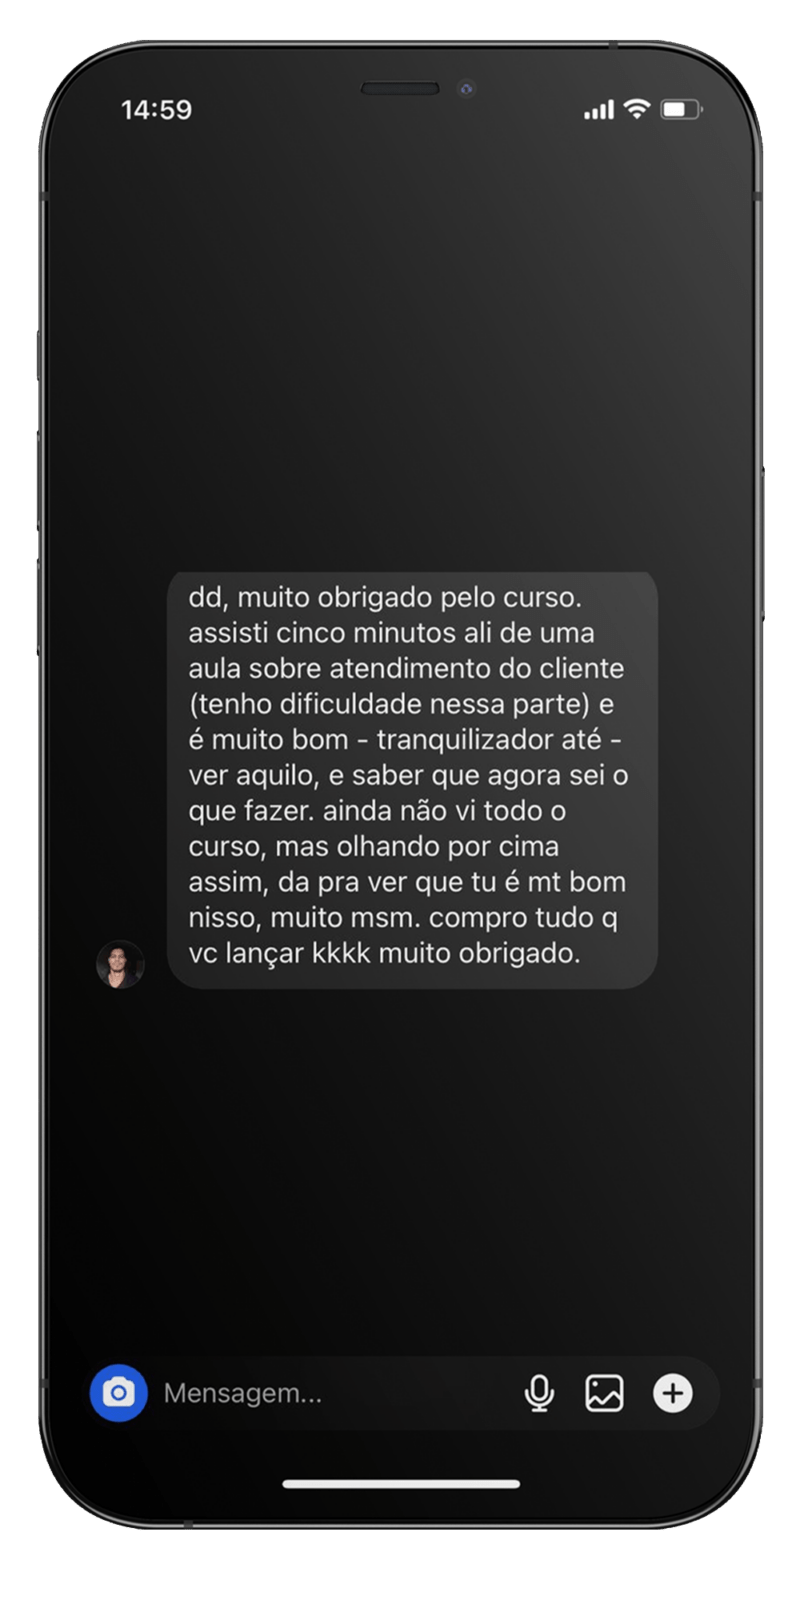 14:59
dd, muito obrigado pelo curso.
assisti cinco minutos ali de uma
aula sobre atendimento do cliente
(tenho dificuldade nessa parte) e
é muito bom - tranquilizador até -
ver aquilo, e saber que agora sei o
que fazer. ainda não vi todo o
curso, mas olhando por cima
assim, da pra ver que tu é mt bom
nisso, muito msm. compro tudo q
vc lançar kkkk muito obrigado.
Mensagem...